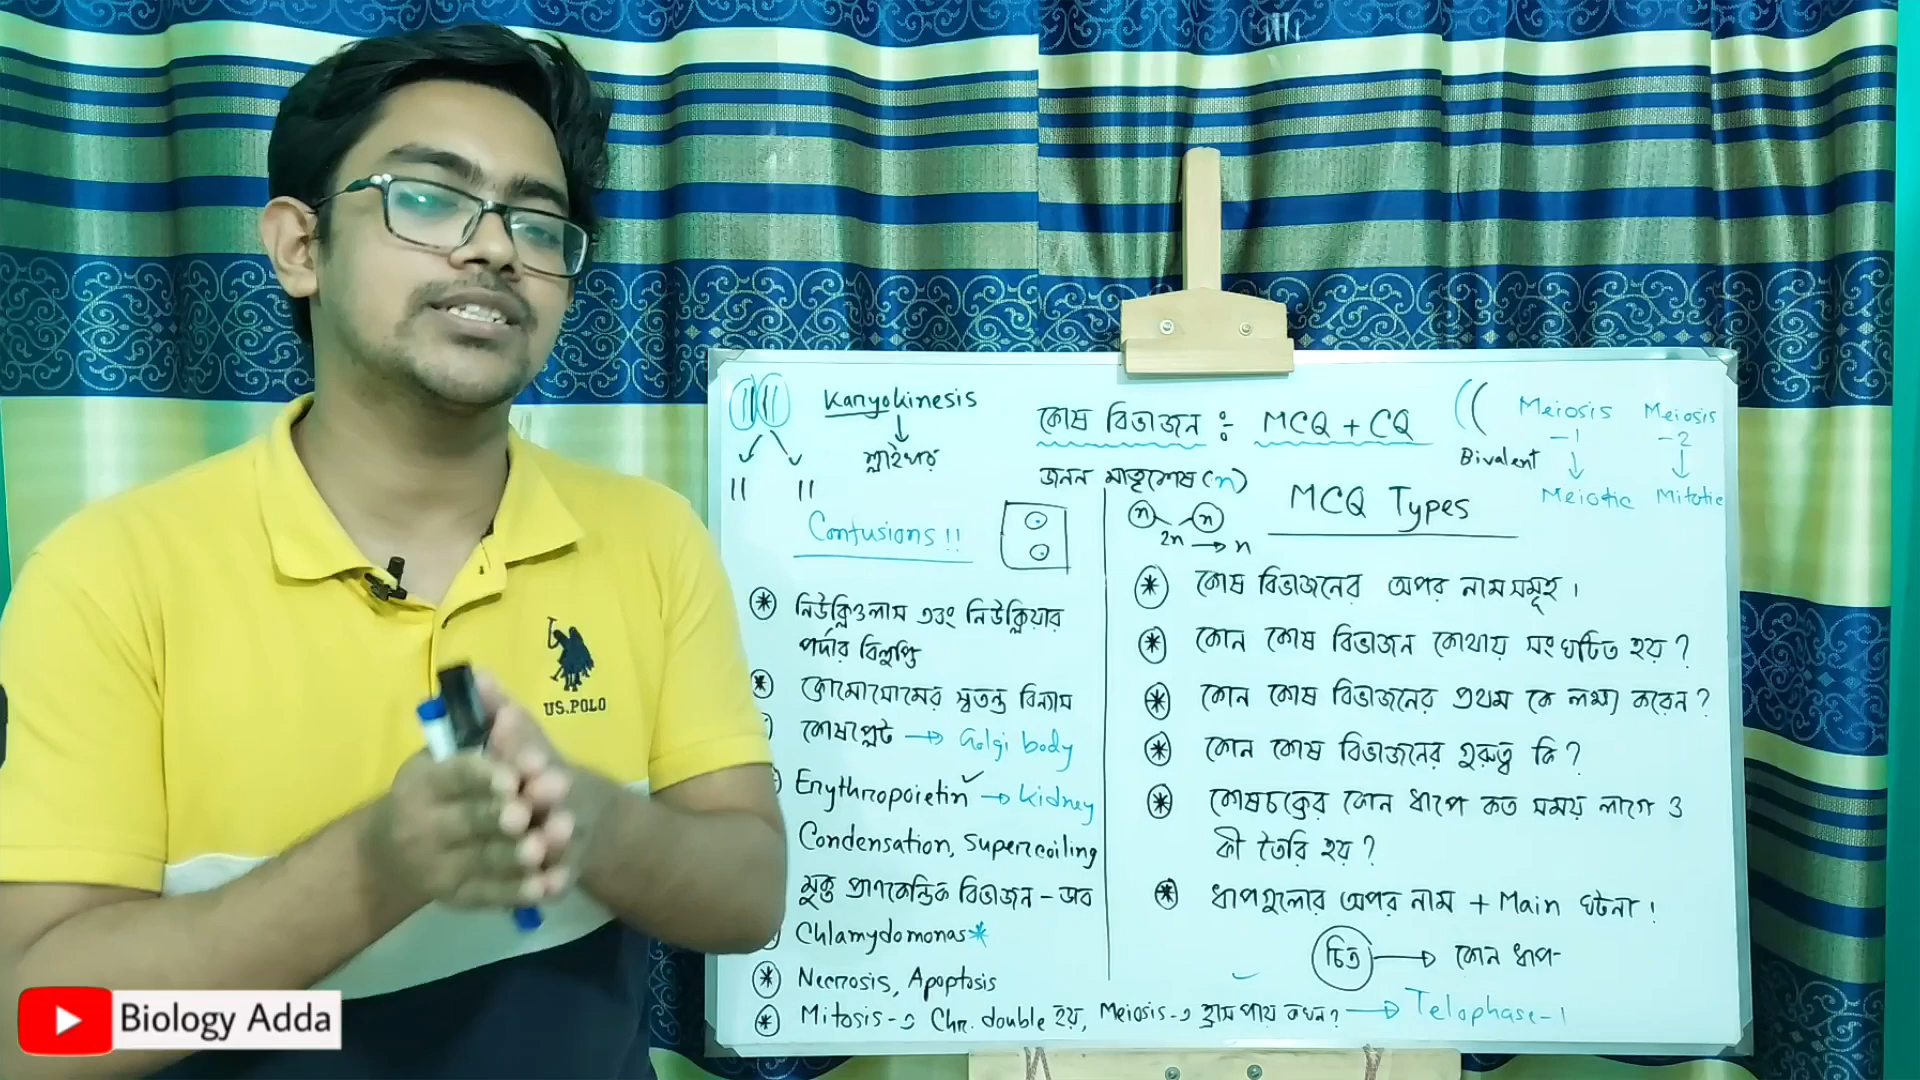 Karyokinesis
স্লাইখার
কোষ বিভাজন : MCQ + CQ
Meiosis -1
Meiosis -2
Bivalent
Meiotic
Mitotic
জনন মাতৃকোষ (n)
n n
2n → n
MCQ Types
Confusions !!
নিউক্লিওলাস এবং নিউক্লিয়ার
পর্দার বিলুপ্তি
ক্রোমোসোমের স্বতন্ত্র বিন্যাস
কোষপ্লেট → Golgi body
Erythropoietin → Kidney
Condensation, Supercoiling
মুক্ত প্রাণকেন্দ্রিক বিভাজন - ডাব
Chlamydomonas *
* Necrosis, Apoptosis
* Mitosis-এ Chr. double হয়, Meiosis-এ হ্রাস পায় কখন? → Telophase-1
* কোষ বিভাজনের অপর নামসমূহ ।
* কোন কোষ বিভাজন কোথায় সংঘটিত হয় ?
* কোন কোষ বিভাজনের প্রথম কে লক্ষ্য করেন ?
* কোন কোষ বিভাজনের গুরুত্ব কি ?
* কোষচক্রের কোন ধাপে কত সময় লাগে ও
কী তৈরি হয় ?
* ধাপগুলোর অপর নাম + Main ঘটনা !
চিত্র → কোন ধাপ-
U.S. POLO
Biology Adda